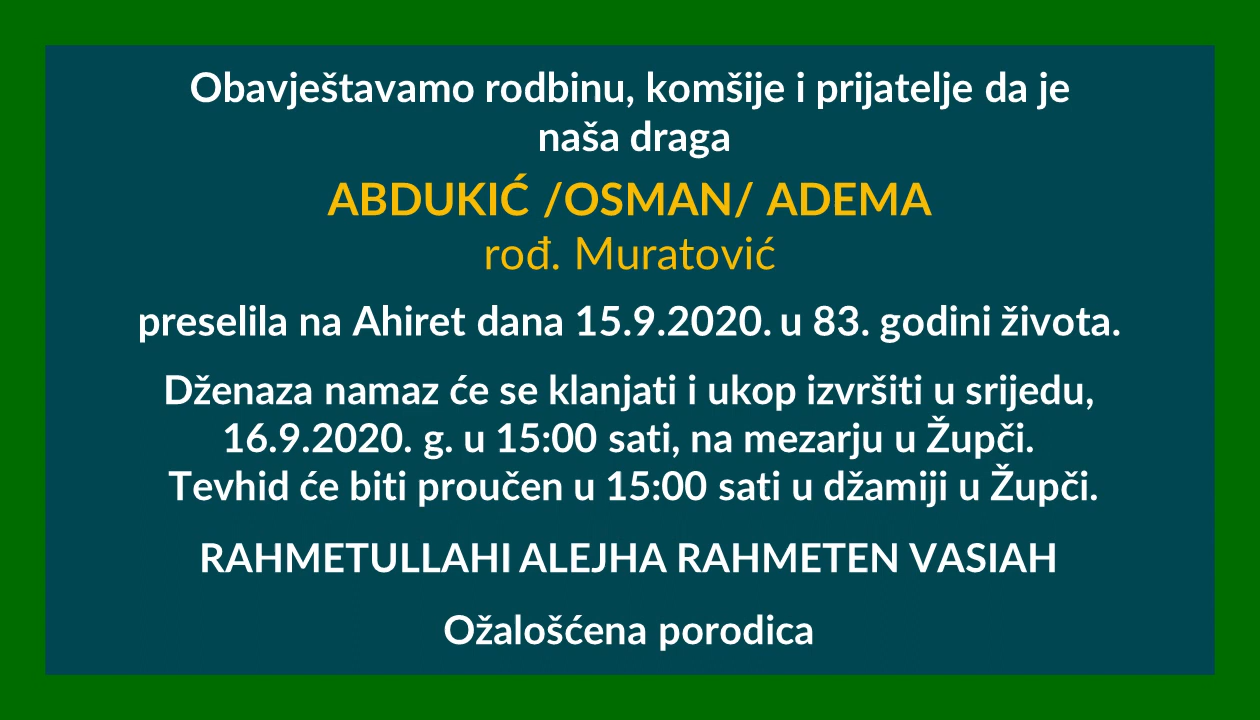 Obavještavamo rodbinu, komšije i prijatelje da je
naša draga
ABDUKIĆ /OSMAN/ ADEMA
rođ. Muratović
preselila na Ahiret dana 15.9.2020. u 83. godini života.
Dženaza namaz će se klanjati i ukop izvršiti u srijedu,
16.9.2020. g. u 15:00 sati, na mezarju u Župči.
Tevhid će biti proučen u 15:00 sati u džamiji u Župči.
RAHMETULLAHI ALEJHA RAHMETEN VASIAH
Ožalošćena porodica